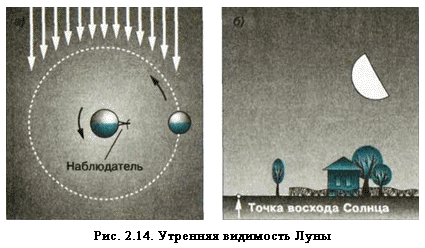 а)
б)
Наблюдатель
Точка восхода Солнца
Рис. 2.14. Утренняя видимость Луны